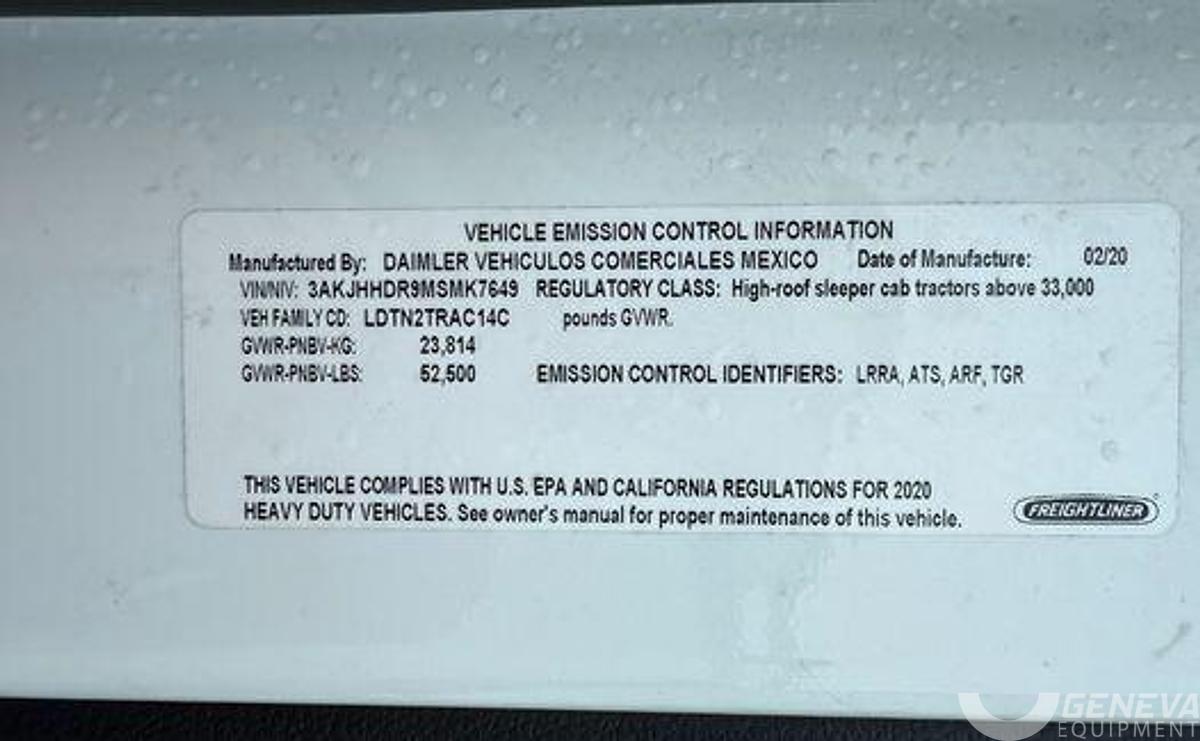 VEHICLE EMISSION CONTROL INFORMATION
Manufactured By: DAIMLER VEHICULOS COMERCIALES MEXICO Date of Manufacture: 02/20
VIN/NIV: 3AKJHHDR9MSMK7649 REGULATORY CLASS: High-roof sleeper cab tractors above 33,000
VEH FAMILY CD: LDTN2TRAC14C pounds GVWR.
GVWR-PNBV-KG: 23,814
GVWR-PNBV-LBS: 52,500 EMISSION CONTROL IDENTIFIERS: LRRA, ATS, ARF, TGR
THIS VEHICLE COMPLIES WITH U.S. EPA AND CALIFORNIA REGULATIONS FOR 2020
HEAVY DUTY VEHICLES. See owner's manual for proper maintenance of this vehicle.
FREIGHTLINER
GENEVA
EQUIPMENT